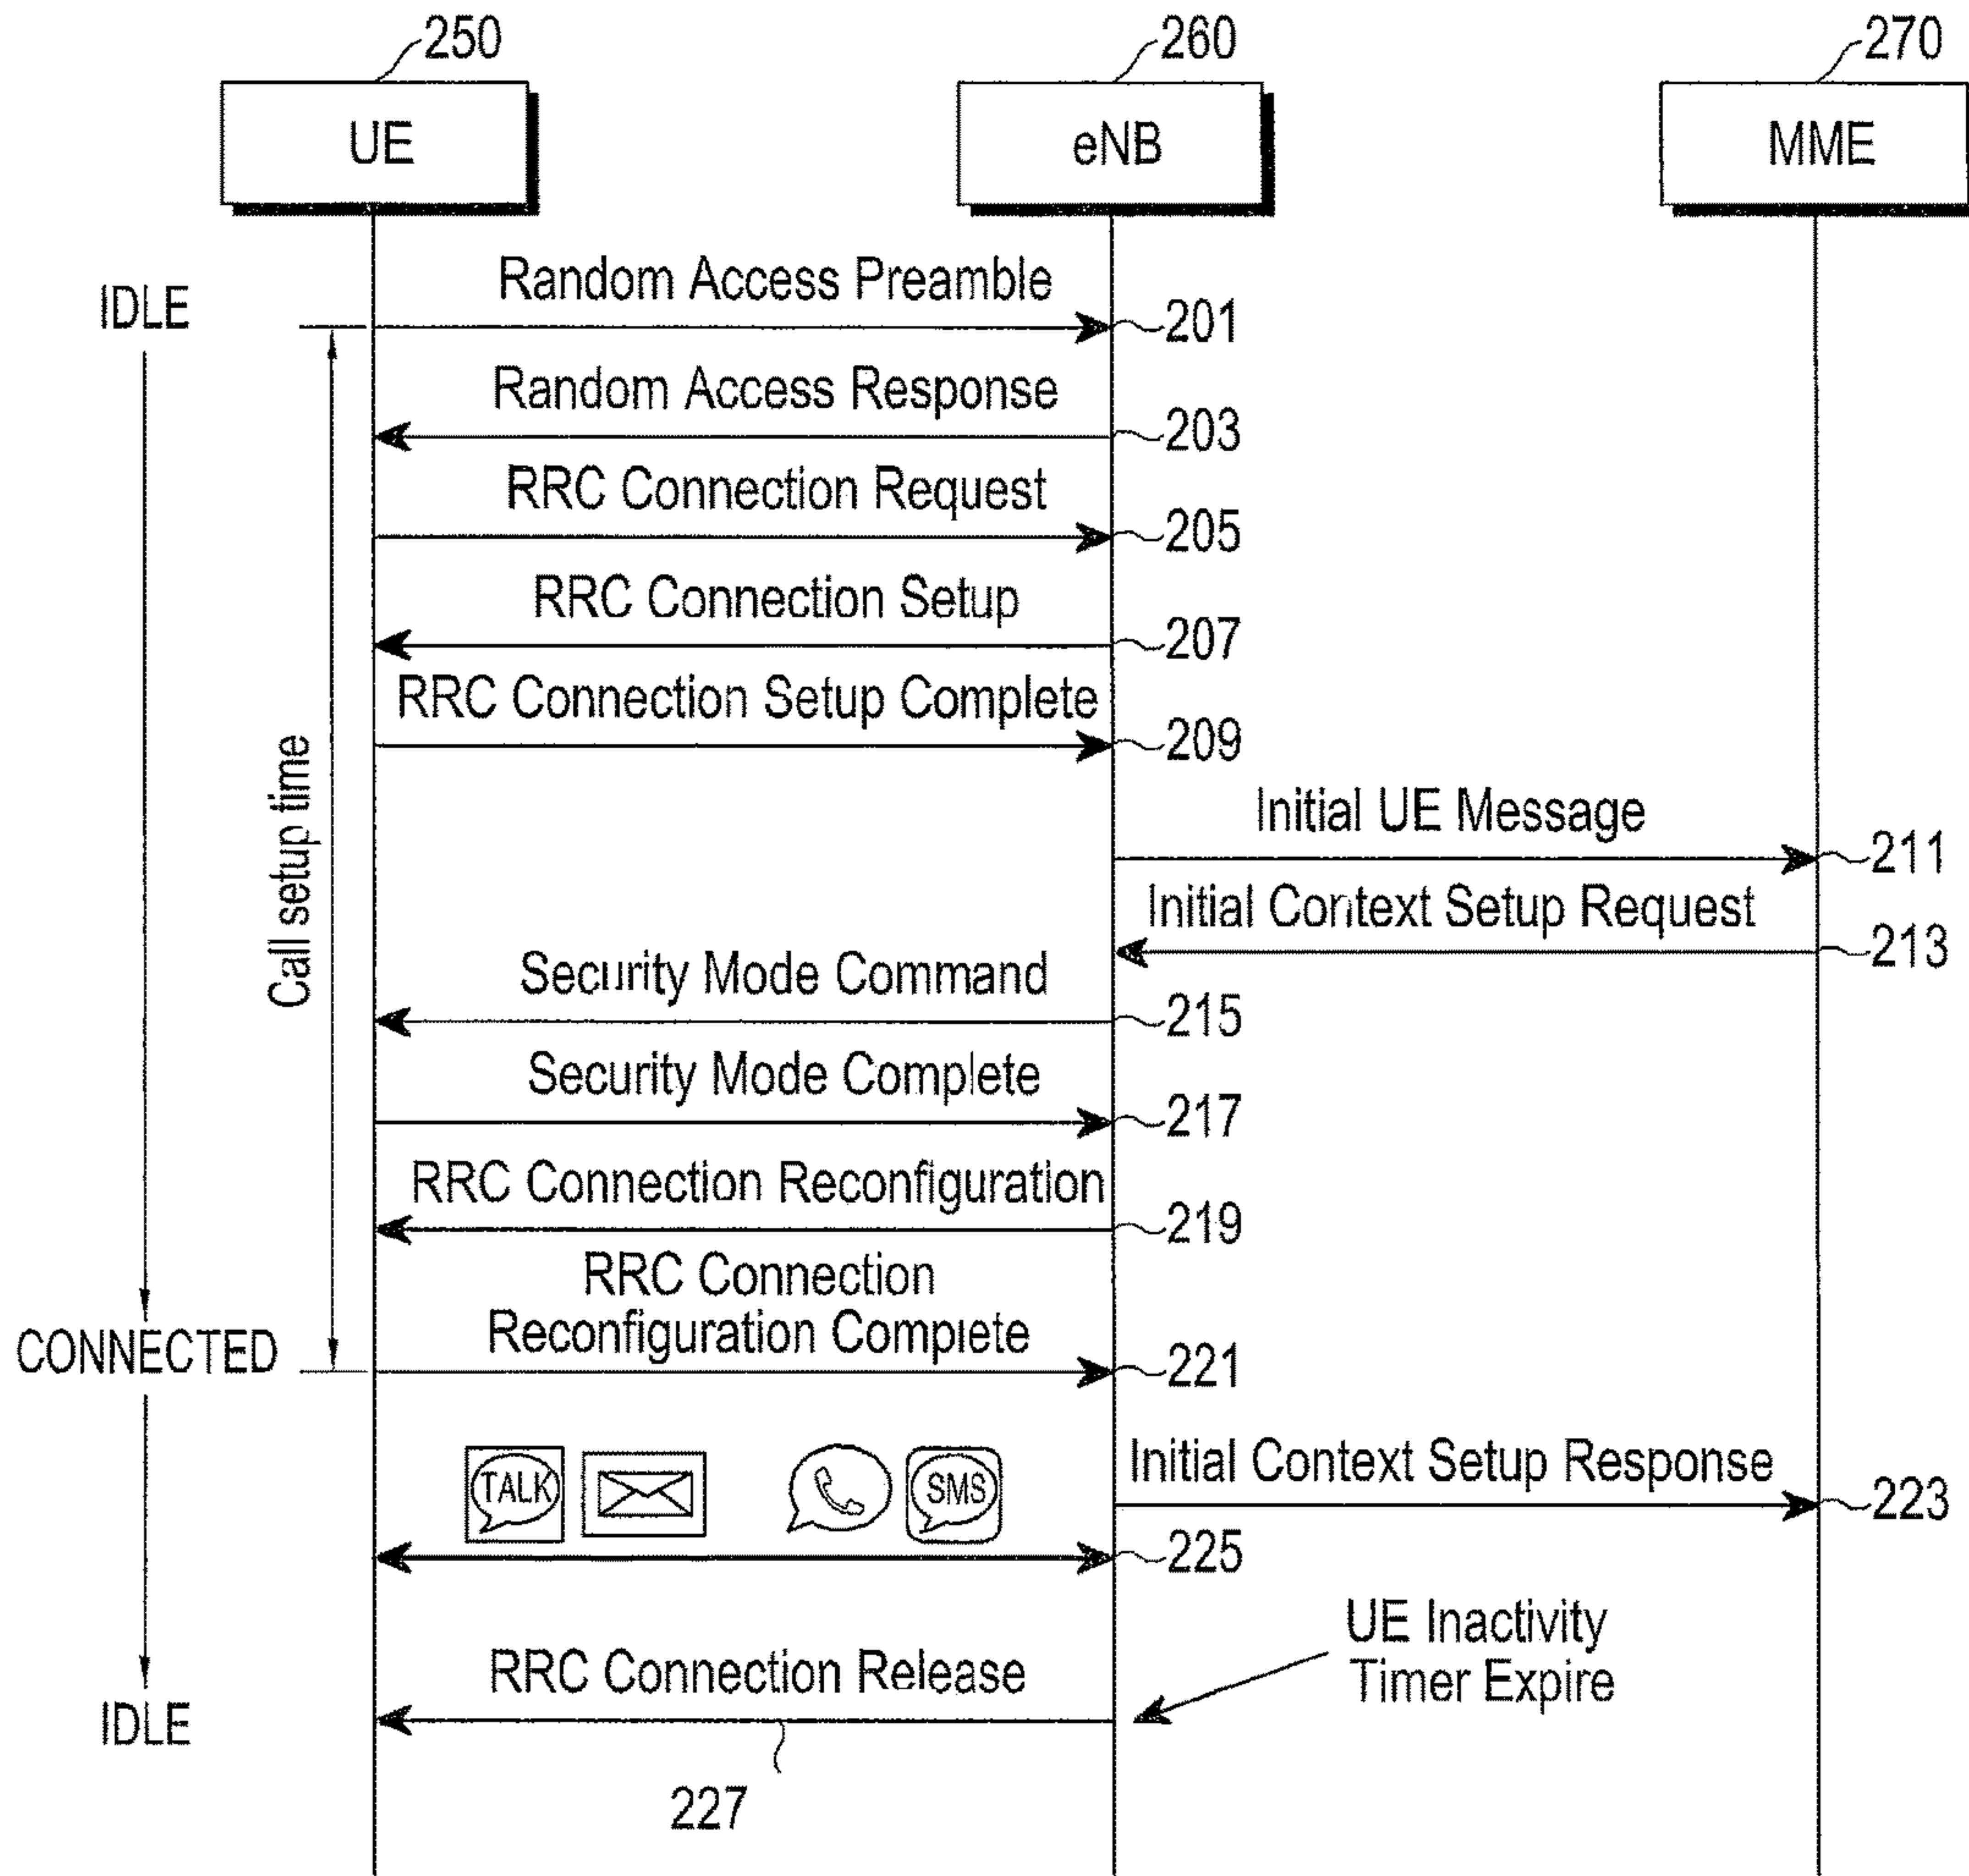 250
260
270
UE
eNB
MME
Random Access Preamble
IDLE
201
Random Access Response
203
RRC Connection Request
205
RRC Connection Setup
207
RRC Connection Setup Complete
209
Call setup time
Initial UE Message
211
Initial Context Setup Request
213
Security Mode Command
215
Security Mode Complete
217
RRC Connection Reconfiguration
219
RRC Connection
Reconfiguration Complete
CONNECTED
221
TALK
SMS
Initial Context Setup Response
223
225
UE Inactivity
Timer Expire
RRC Connection Release
IDLE
227